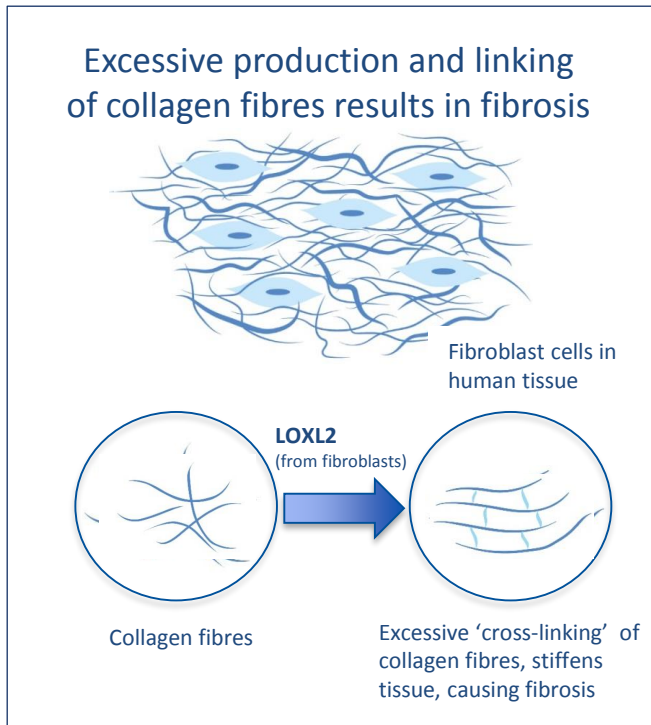 Excessive production and linking
of collagen fibres results in fibrosis
Fibroblast cells in
human tissue
LOXL2
(from fibroblasts)
Collagen fibres
Excessive ‘cross-linking’ of
collagen fibres, stiffens
tissue, causing fibrosis